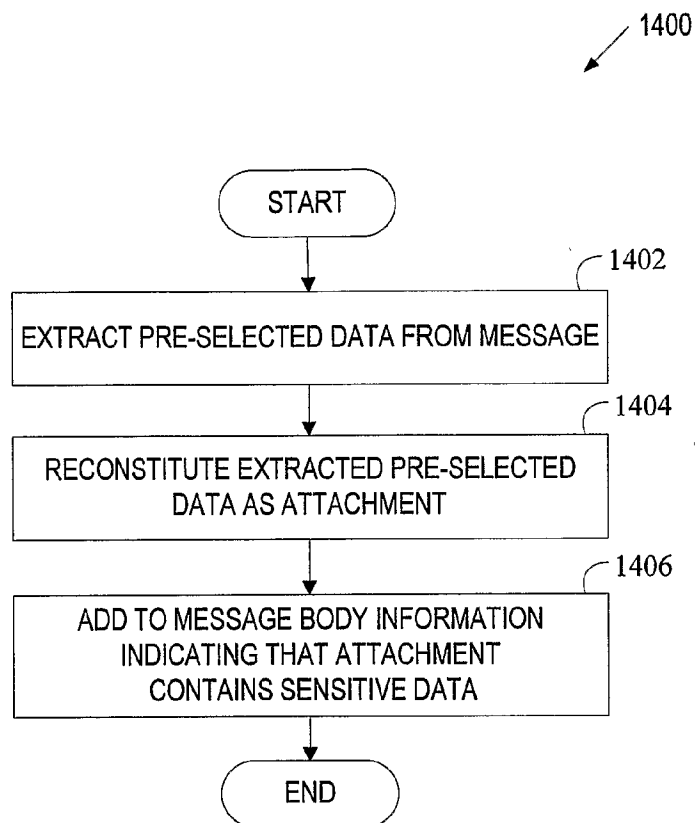 1400
START
1402
EXTRACT PRE-SELECTED DATA FROM MESSAGE
1404
RECONSTITUTE EXTRACTED PRE-SELECTED
DATA AS ATTACHMENT
1406
ADD TO MESSAGE BODY INFORMATION
INDICATING THAT ATTACHMENT
CONTAINS SENSITIVE DATA
END